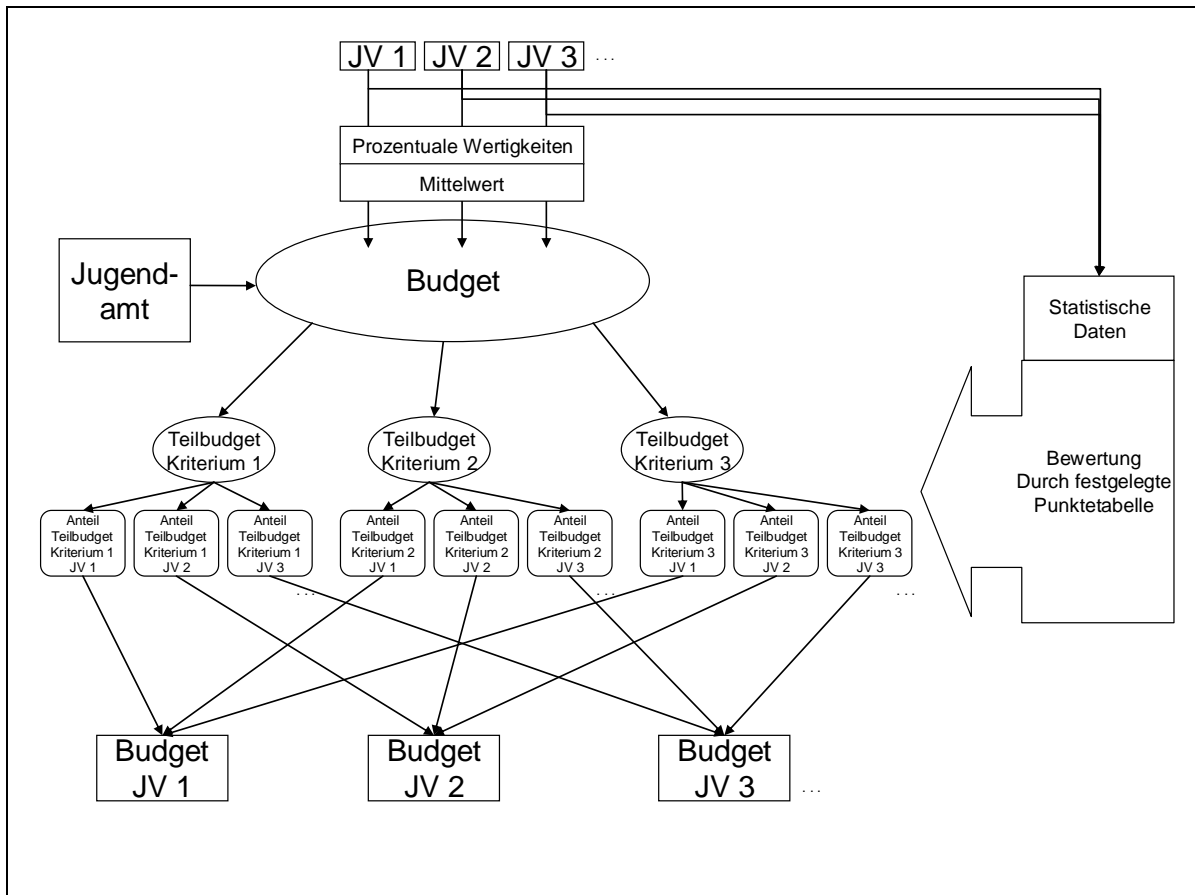 JV 1 JV 2 JV 3 ...
Prozentuale Wertigkeiten
Mittelwert
Jugend-
amt
Budget
Statistische
Daten
Teilbudget
Kriterium 1
Teilbudget
Kriterium 2
Teilbudget
Kriterium 3
Bewertung
Durch festgelegte
Punktetabelle
Anteil
Teilbudget
Kriterium 1
JV 1
Anteil
Teilbudget
Kriterium 1
JV 2
Anteil
Teilbudget
Kriterium 1
JV 3
...
Anteil
Teilbudget
Kriterium 2
JV 1
Anteil
Teilbudget
Kriterium 2
JV 2
Anteil
Teilbudget
Kriterium 2
JV 3
...
Anteil
Teilbudget
Kriterium 3
JV 1
Anteil
Teilbudget
Kriterium 3
JV 2
Anteil
Teilbudget
Kriterium 3
JV 3
...
Budget
JV 1
Budget
JV 2
Budget
JV 3
...